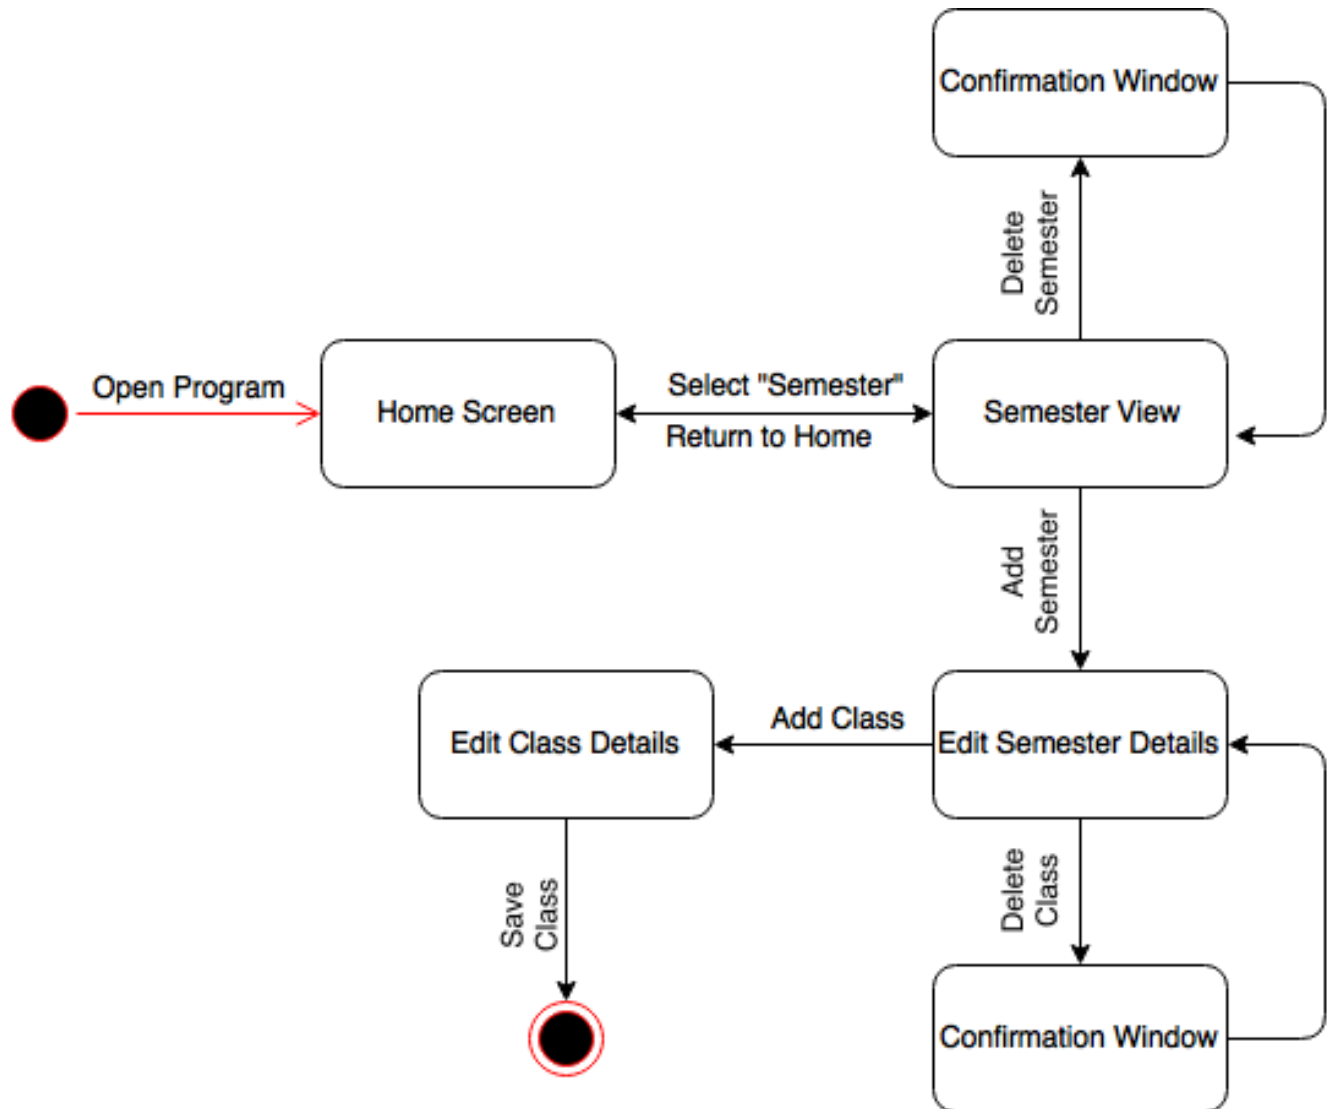 Confirmation Window
Delete
Semester
Open Program
Home Screen
Select "Semester"
Return to Home
Semester View
Add
Semester
Edit Class Details
Add Class
Edit Semester Details
Save
Class
Delete
Class
Confirmation Window